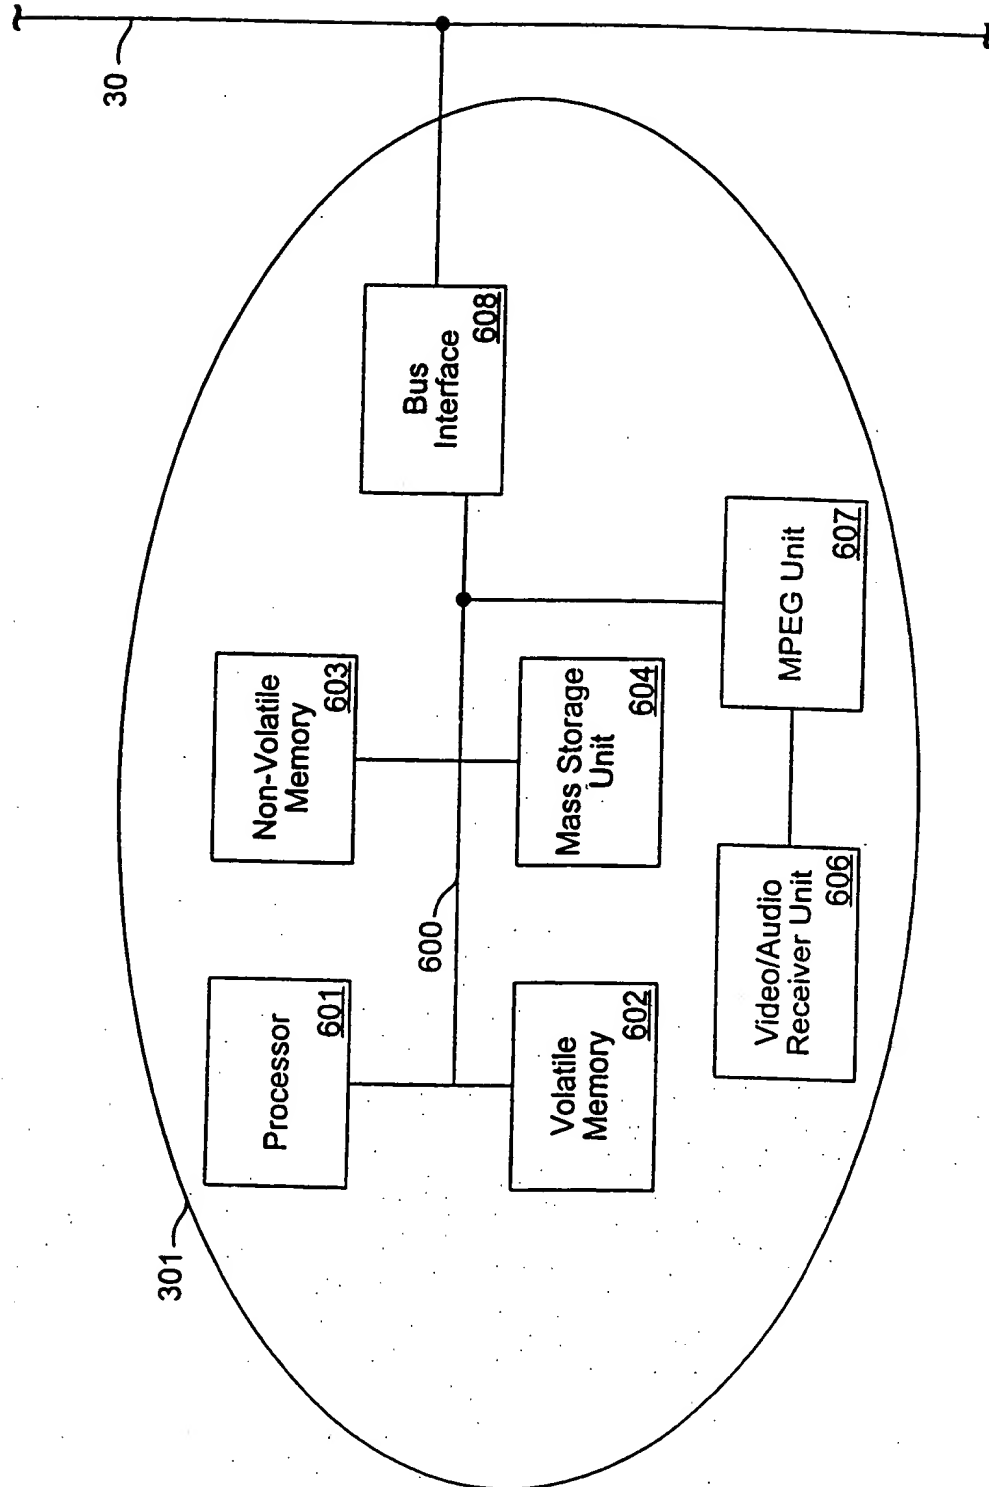 301
Processor
601
Non-Volatile
Memory
603
600
Volatile
Memory
602
Mass Storage
Unit
604
Bus
Interface
608
Video/Audio
Receiver Unit
606
MPEG Unit
607
30